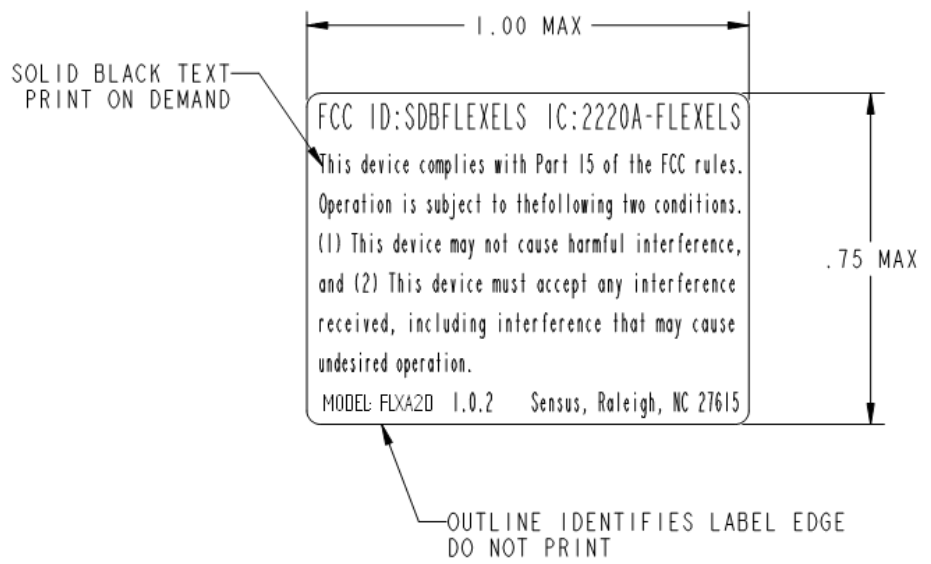 1.00 MAX
SOLID BLACK TEXT
PRINT ON DEMAND
FCC ID:SDBFLEXELS IC:2220A-FLEXELS
This device complies with Part 15 of the FCC rules.
Operation is subject to thefollowing two conditions.
(1) This device may not cause harmful interference,
and (2) This device must accept any interference
received, including interference that may cause
undesired operation.
MODEL: FLXA2D 1.0.2 Sensus, Raleigh, NC 27615
.75 MAX
OUTLINE IDENTIFIES LABEL EDGE
DO NOT PRINT